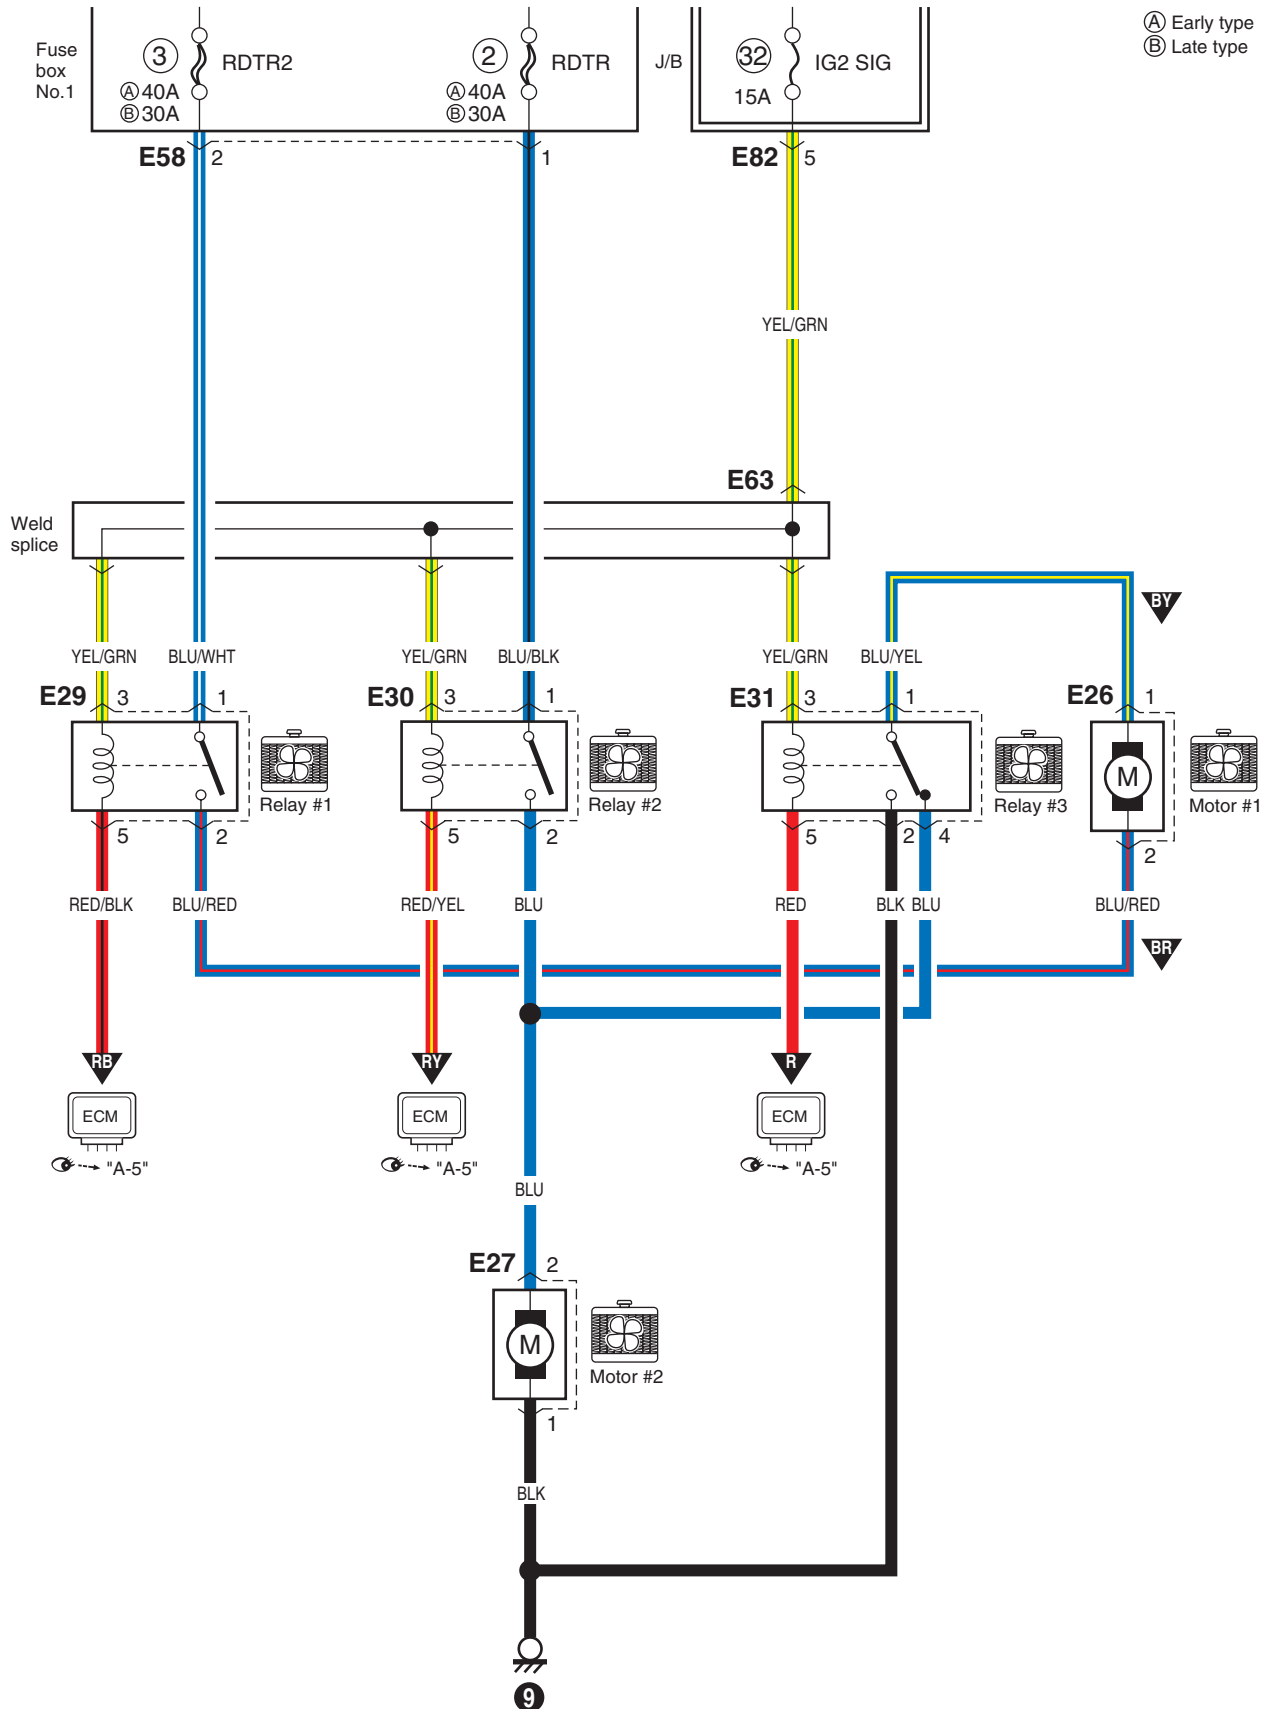 Ⓐ Early type
Ⓑ Late type
Fuse
box
No.1
3
RDTR2
Ⓐ 40A
Ⓑ 30A
2
RDTR
Ⓐ 40A
Ⓑ 30A
J/B
32
IG2 SIG
15A
E58 2
1
E82 5
YEL/GRN
E63
Weld
splice
BY
YEL/GRN BLU/WHT YEL/GRN BLU/BLK YEL/GRN BLU/YEL
E29 3 1 E30 3 1 E31 3 1 E26 1
M
Relay #1 Relay #2 Relay #3 Motor #1
5 2 5 2 5 2 4 2
RED/BLK BLU/RED RED/YEL BLU RED BLK BLU BLU/RED
BR
RB RY R
ECM ECM ECM
"A-5" "A-5" "A-5"
BLU
E27 2
M
Motor #2
1
BLK
9